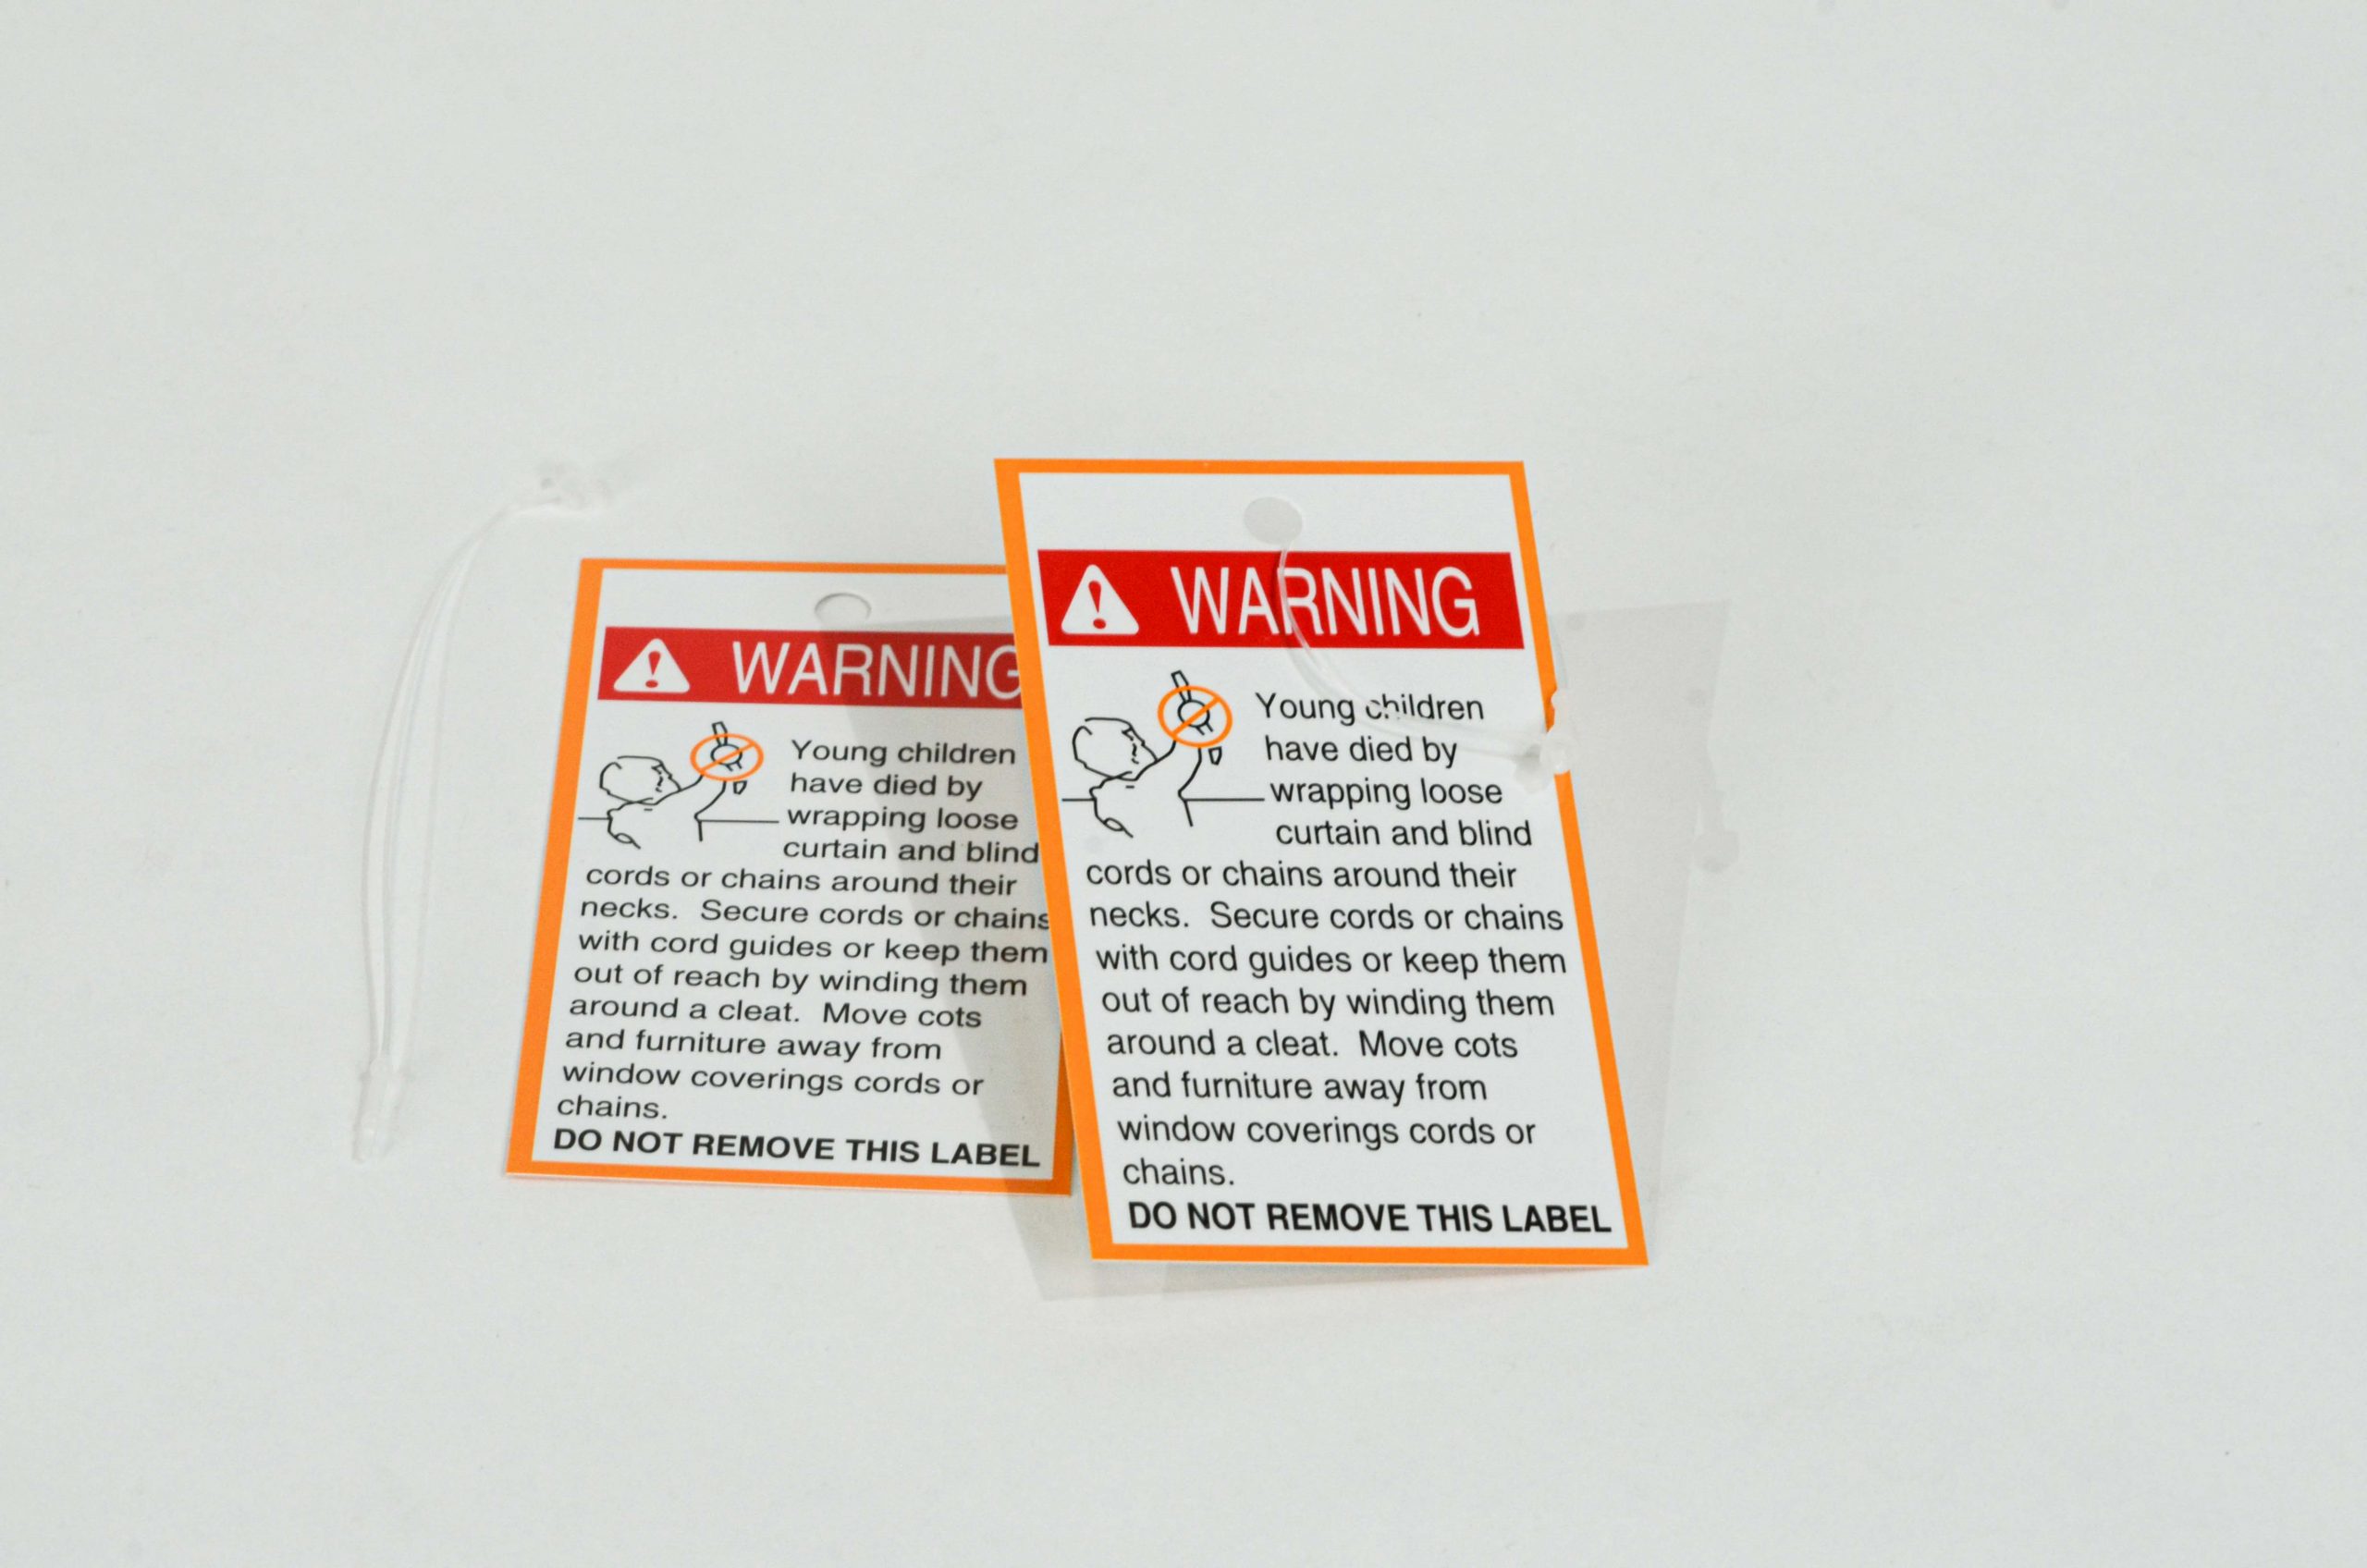 WARNING
Young children
have died by
wrapping loose
curtain and blind
cords or chains around their
necks. Secure cords or chains
with cord guides or keep them
out of reach by winding them
around a cleat. Move cots
and furniture away from
window coverings cords or
chains.
DO NOT REMOVE THIS LABEL
WARNING
Young children
have died by
wrapping loose
curtain and blind
cords or chains around their
necks. Secure cords or chains
with cord guides or keep them
out of reach by winding them
around a cleat. Move cots
and furniture away from
window coverings cords or
chains.
DO NOT REMOVE THIS LABEL